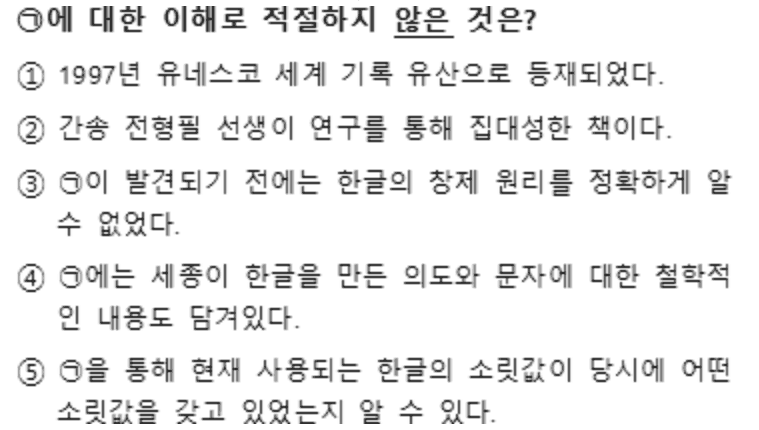 ㉠에 대한 이해로 적절하지 않은 것은?
① 1997년 유네스코 세계 기록 유산으로 등재되었다.
② 간송 전형필 선생이 연구를 통해 집대성한 책이다.
③ ㉠이 발견되기 전에는 한글의 창제 원리를 정확하게 알
수 없었다.
④ ㉠에는 세종이 한글을 만든 의도와 문자에 대한 철학적
인 내용도 담겨있다.
⑤ ㉠을 통해 현재 사용되는 한글의 소릿값이 당시에 어떤
소릿값을 갖고 있었는지 알 수 있다.